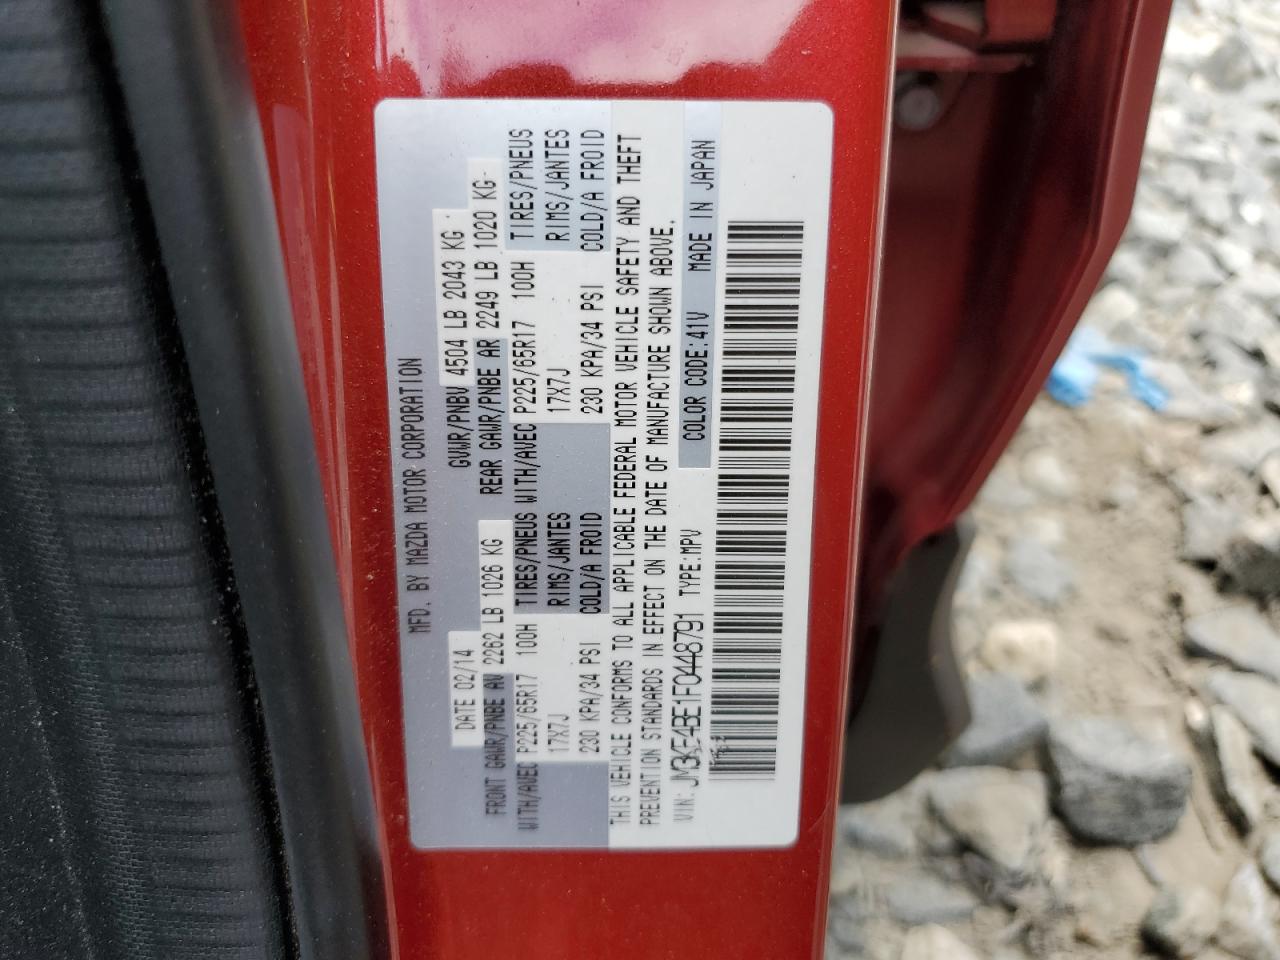 MFD. BY MAZDA MOTOR CORPORATION
DATE 02/14 GVWR/PNBV 4504 LB 2043 KG
FRONT GAWR/PNBE AV 2262 LB 1026 KG REAR GAWR/PNBE AR 2249 LB 1020 KG
WITH/AVEC P225/65R17 100H TIRES/PNEUS WITH/AVEC P225/65R17 100H TIRES/PNEUS
17X7J RIMS/JANTES 17X7J RIMS/JANTES
230 KPA/34 PSI COLD/A FROID 230 KPA/34 PSI COLD/A FROID
THIS VEHICLE CONFORMS TO ALL APPLICABLE FEDERAL MOTOR VEHICLE SAFETY AND THEFT
PREVENTION STANDARDS IN EFFECT ON THE DATE OF MANUFACTURE SHOWN ABOVE.
VIN: JM3KE4BE1F0448791 TYPE:MPV COLOR CODE:41V MADE IN JAPAN